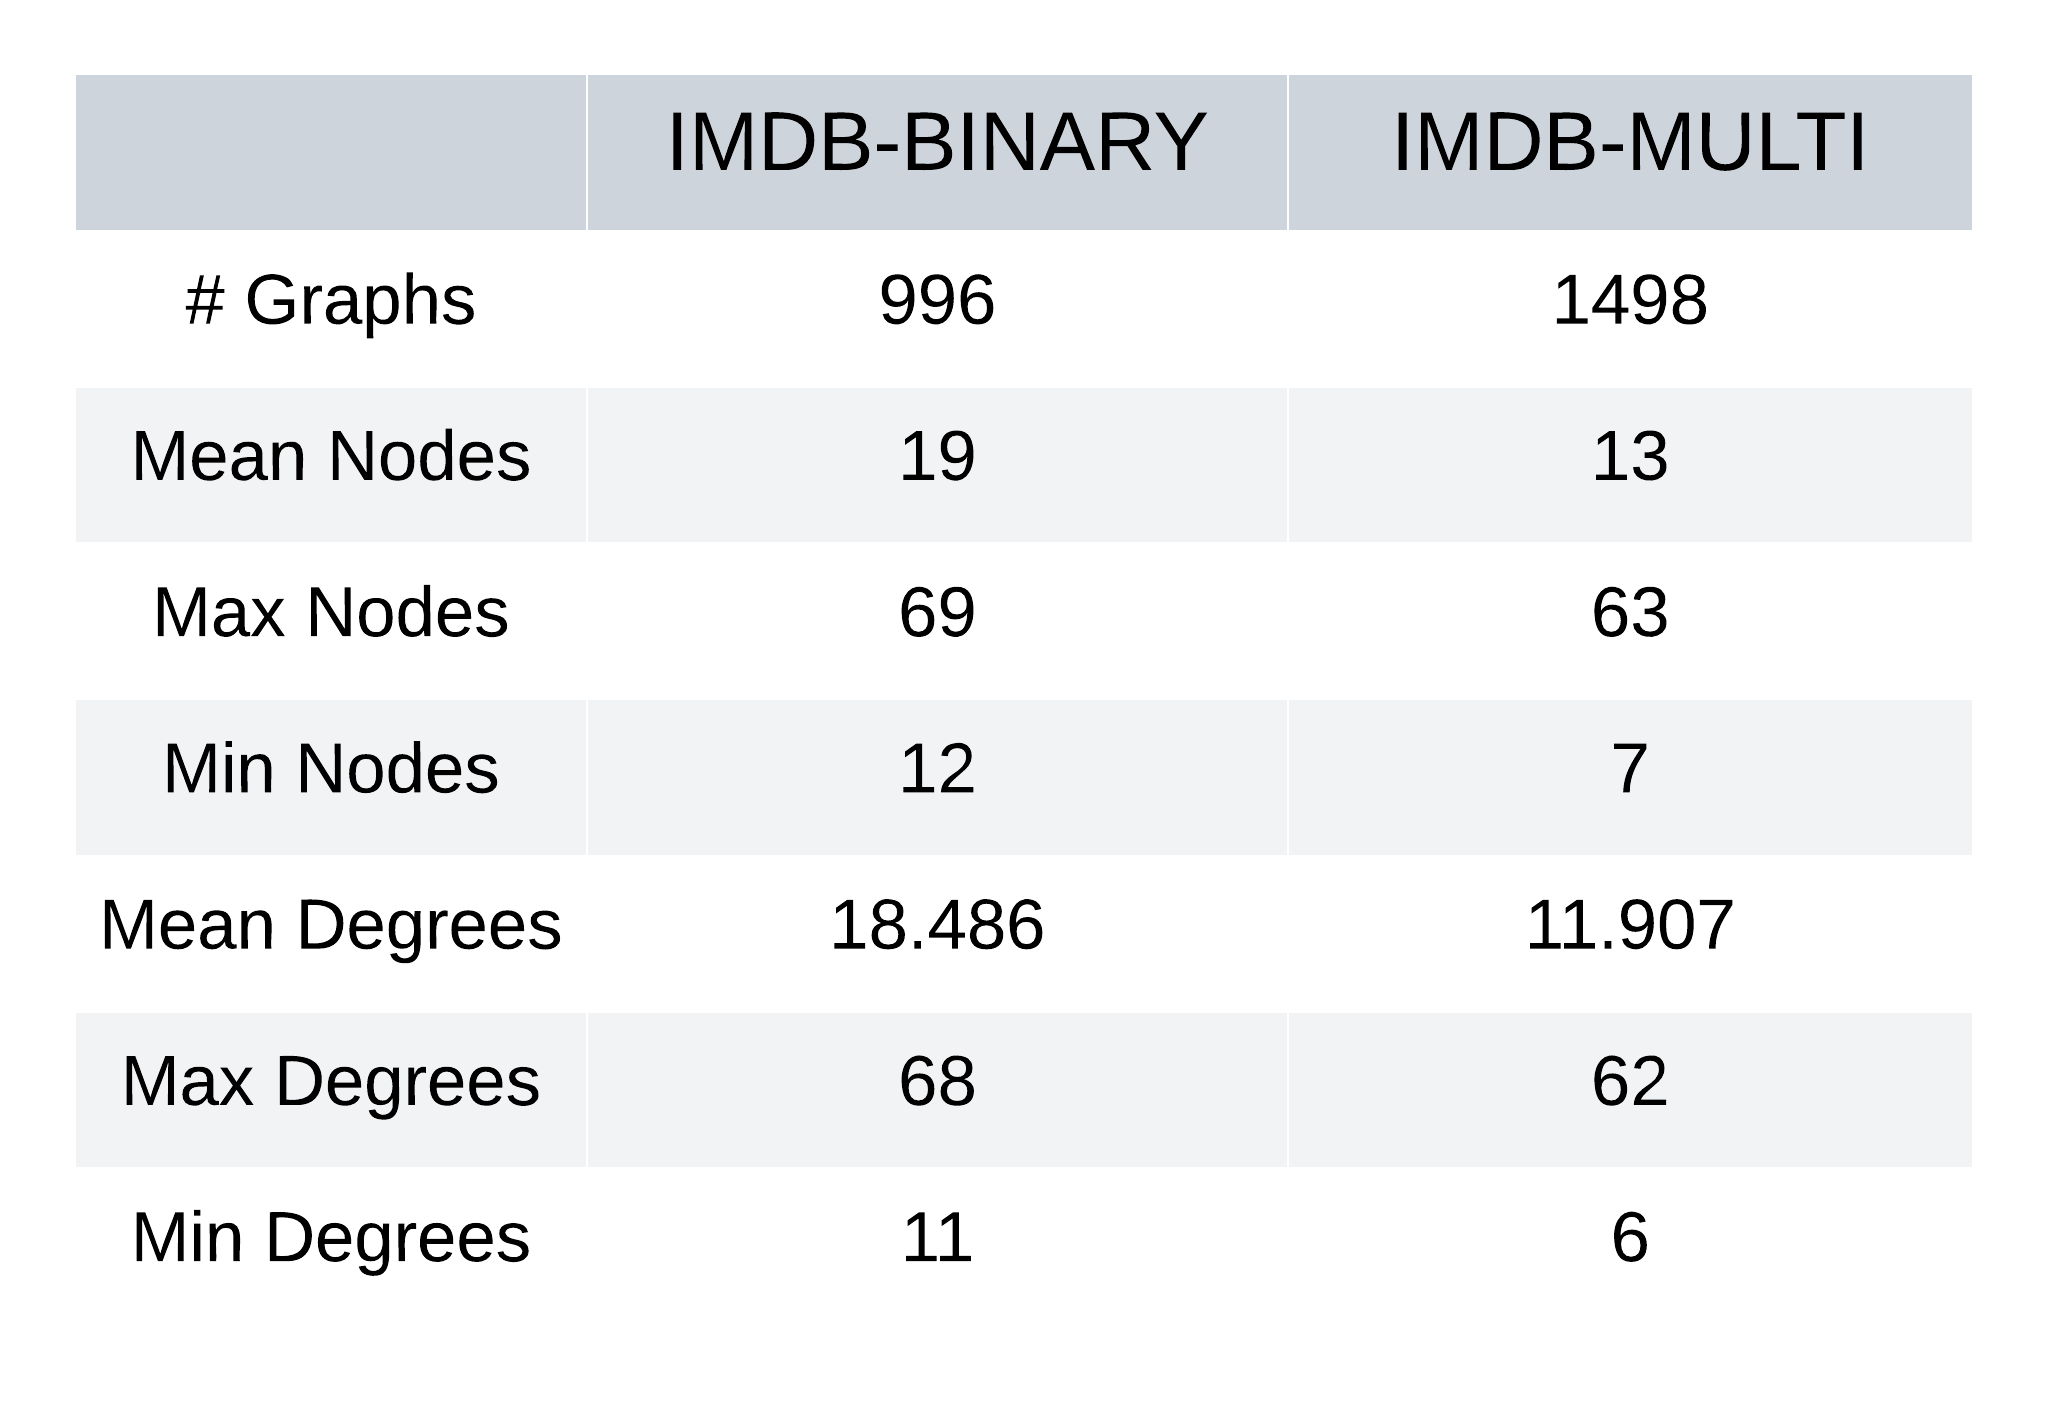 IMDB-BINARY IMDB-MULTI
# Graphs 996 1498
Mean Nodes 19 13
Max Nodes 69 63
Min Nodes 12 7
Mean Degrees 18.486 11.907
Max Degrees 68 62
Min Degrees 11 6